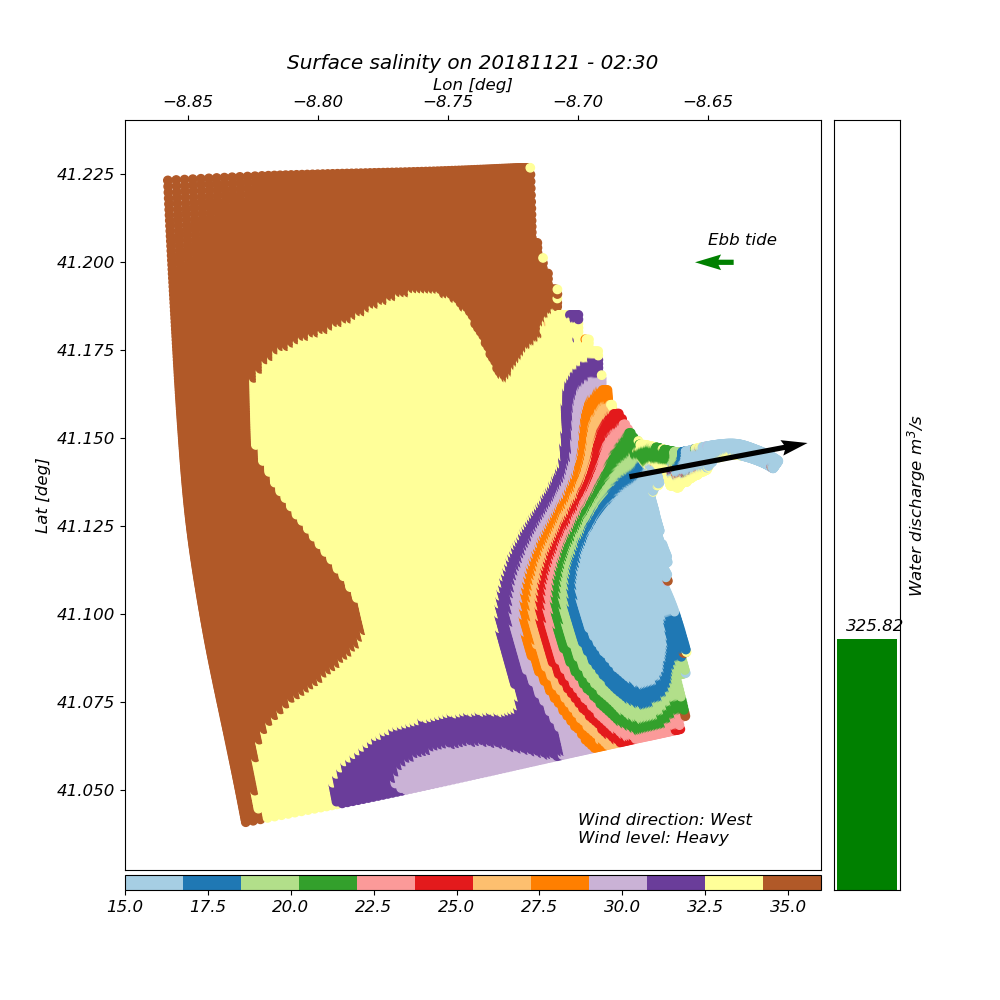 Surface salinity on 20181121 - 02:30
Lon [deg]
−8.85 −8.80 −8.75 −8.70 −8.65
41.225
41.200
41.175
41.150
41.125
41.100
41.075
41.050
Lat [deg]
Ebb tide
Wind direction: West
Wind level: Heavy
325.82
Water discharge m³/s
15.0 17.5 20.0 22.5 25.0 27.5 30.0 32.5 35.0